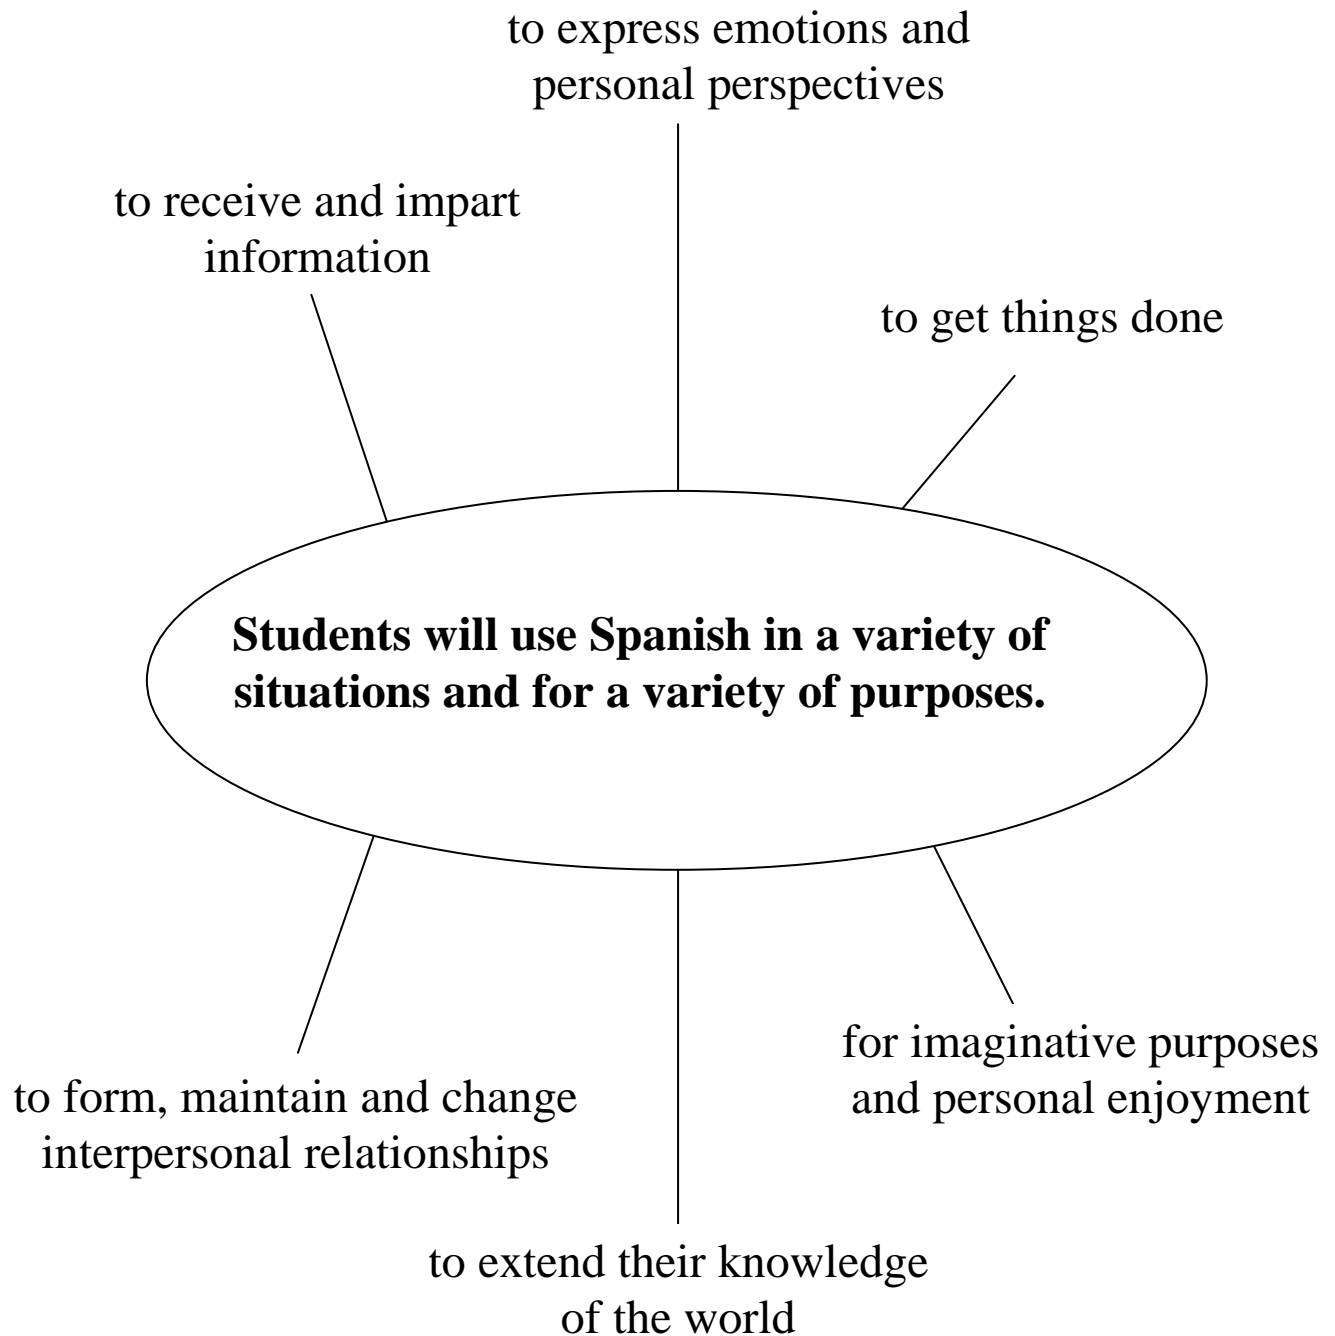 to express emotions and
personal perspectives
to receive and impart
information
to get things done
Students will use Spanish in a variety of
situations and for a variety of purposes.
for imaginative purposes
and personal enjoyment
to form, maintain and change
interpersonal relationships
to extend their knowledge
of the world